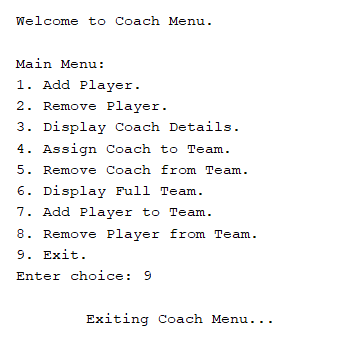 Welcome to Coach Menu.
Main Menu:
1. Add Player.
2. Remove Player.
3. Display Coach Details.
4. Assign Coach to Team.
5. Remove Coach from Team.
6. Display Full Team.
7. Add Player to Team.
8. Remove Player from Team.
9. Exit.
Enter choice: 9
Exiting Coach Menu...